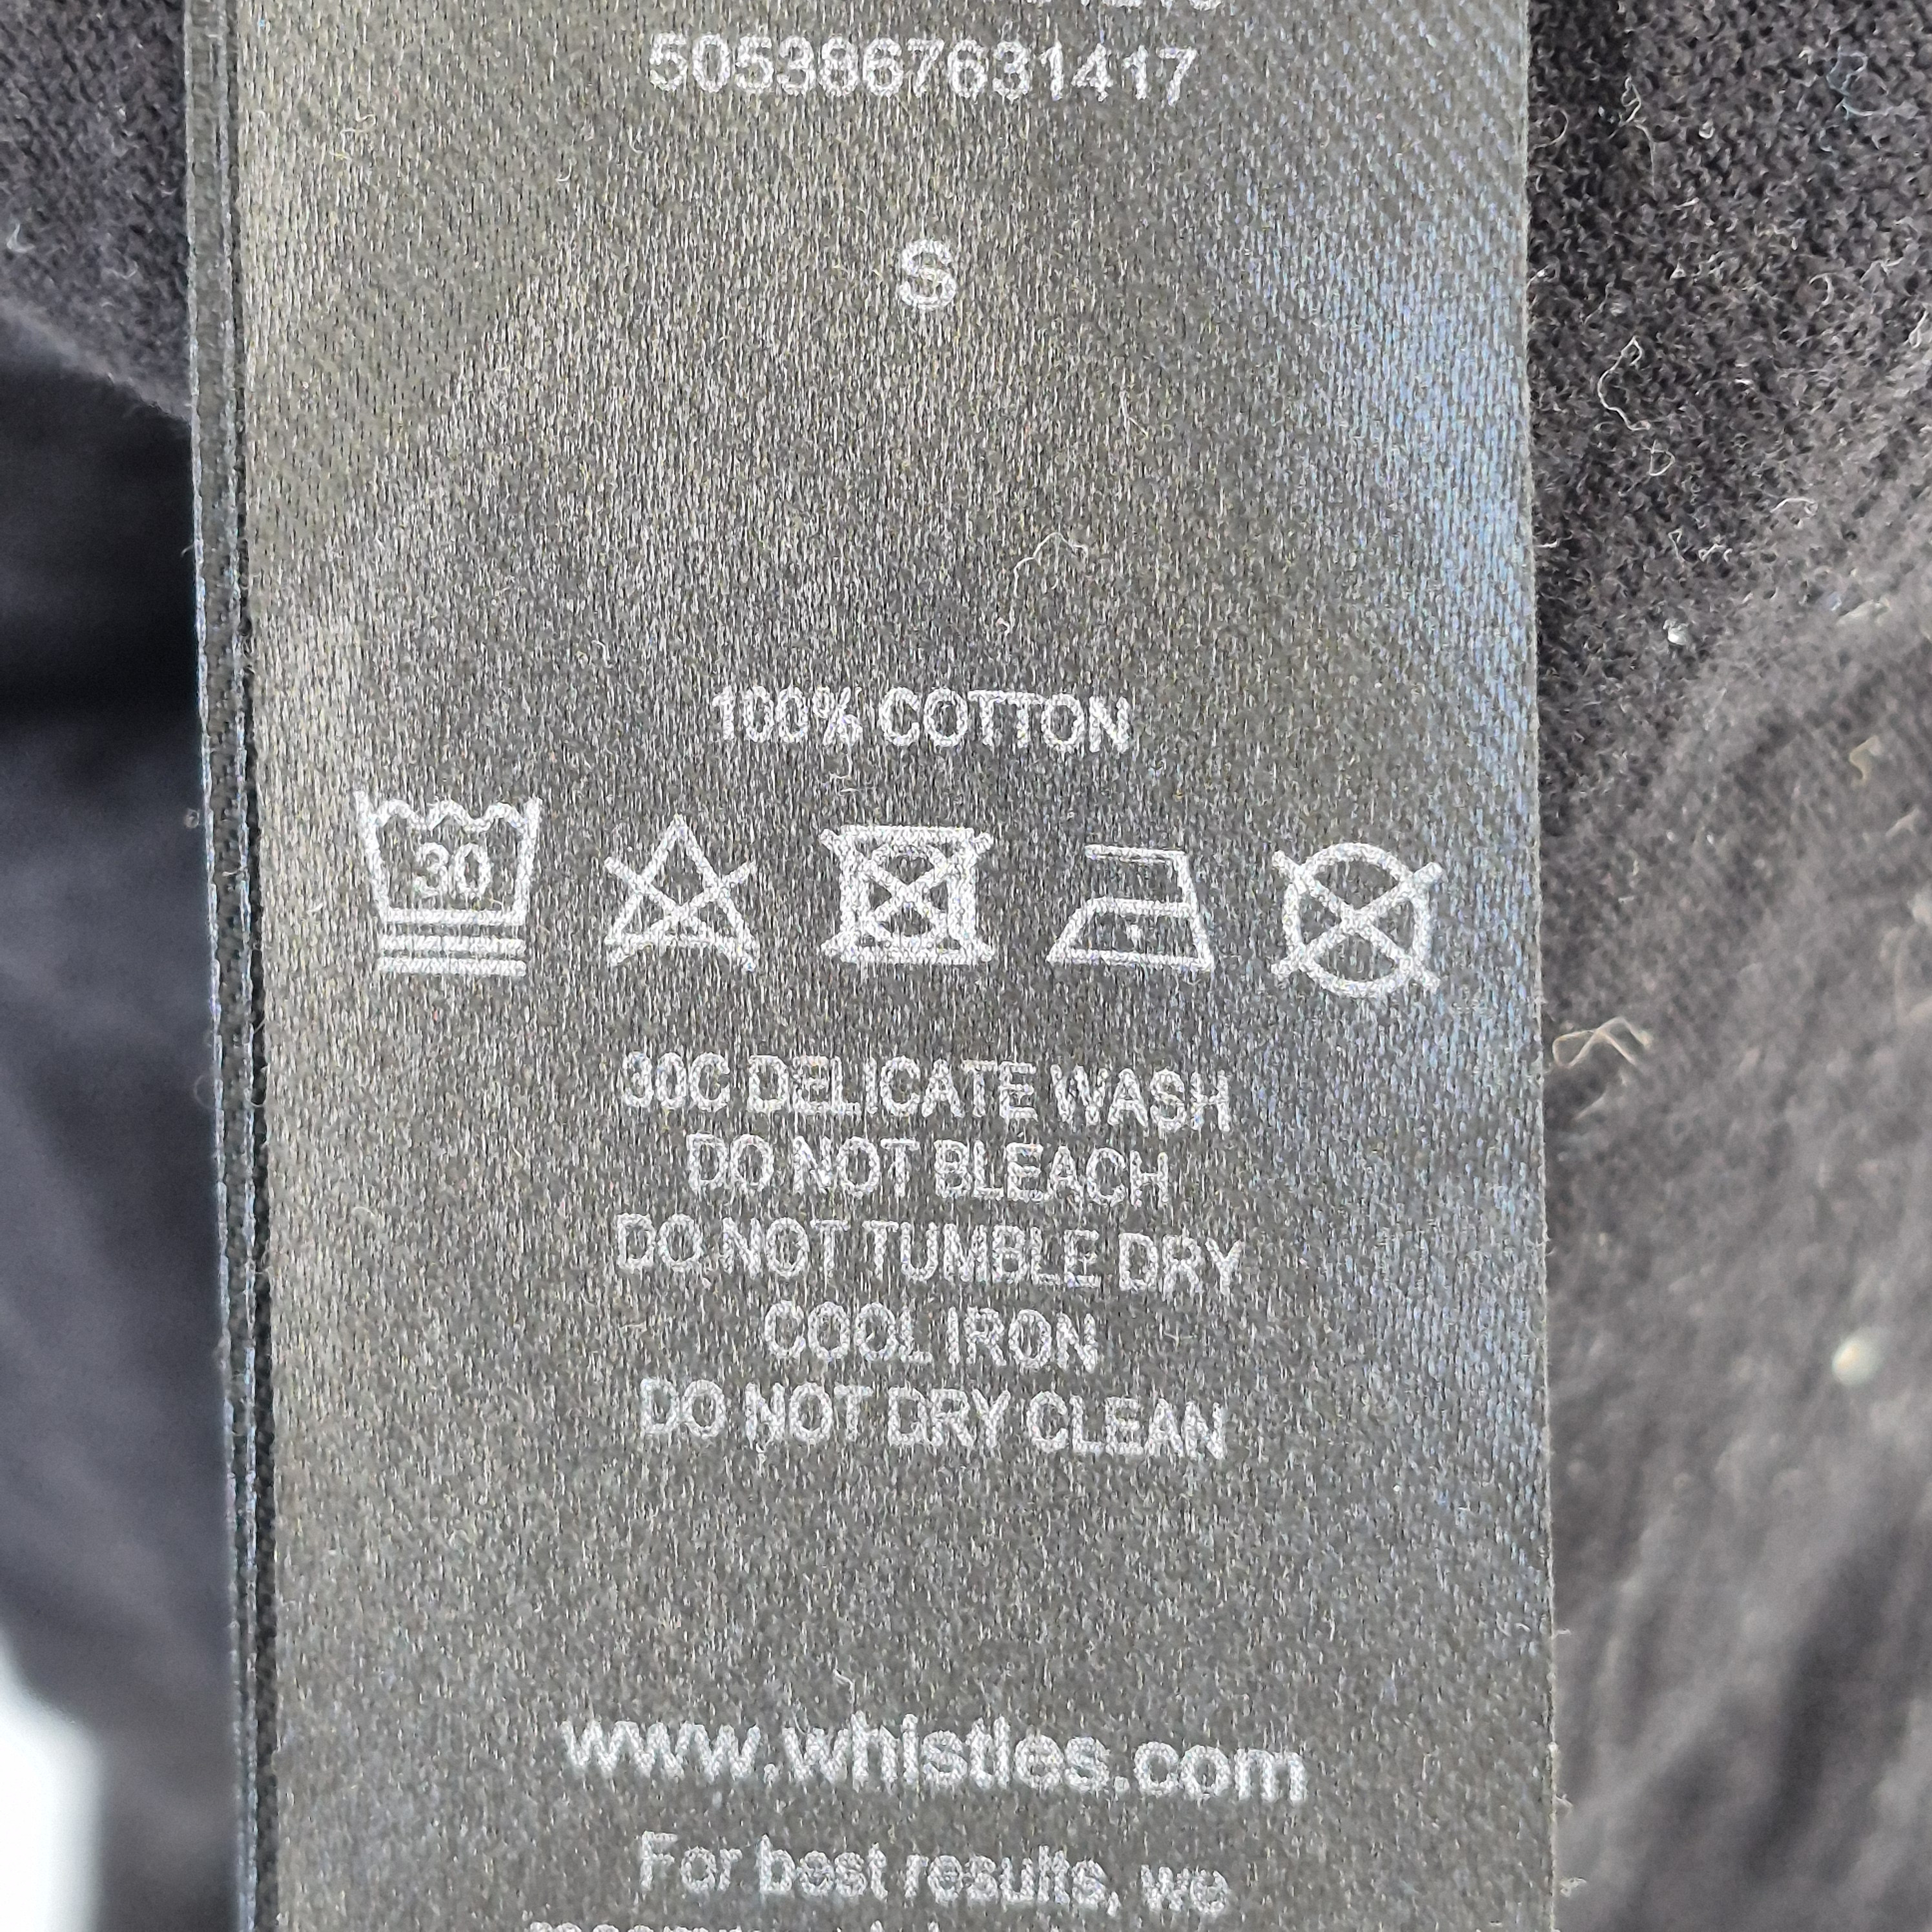 5053867631417
S
100% COTTON
30
30C DELICATE WASH
DO NOT BLEACH
DO NOT TUMBLE DRY
COOL IRON
DO NOT DRY CLEAN
www.whistles.com
For best results, we